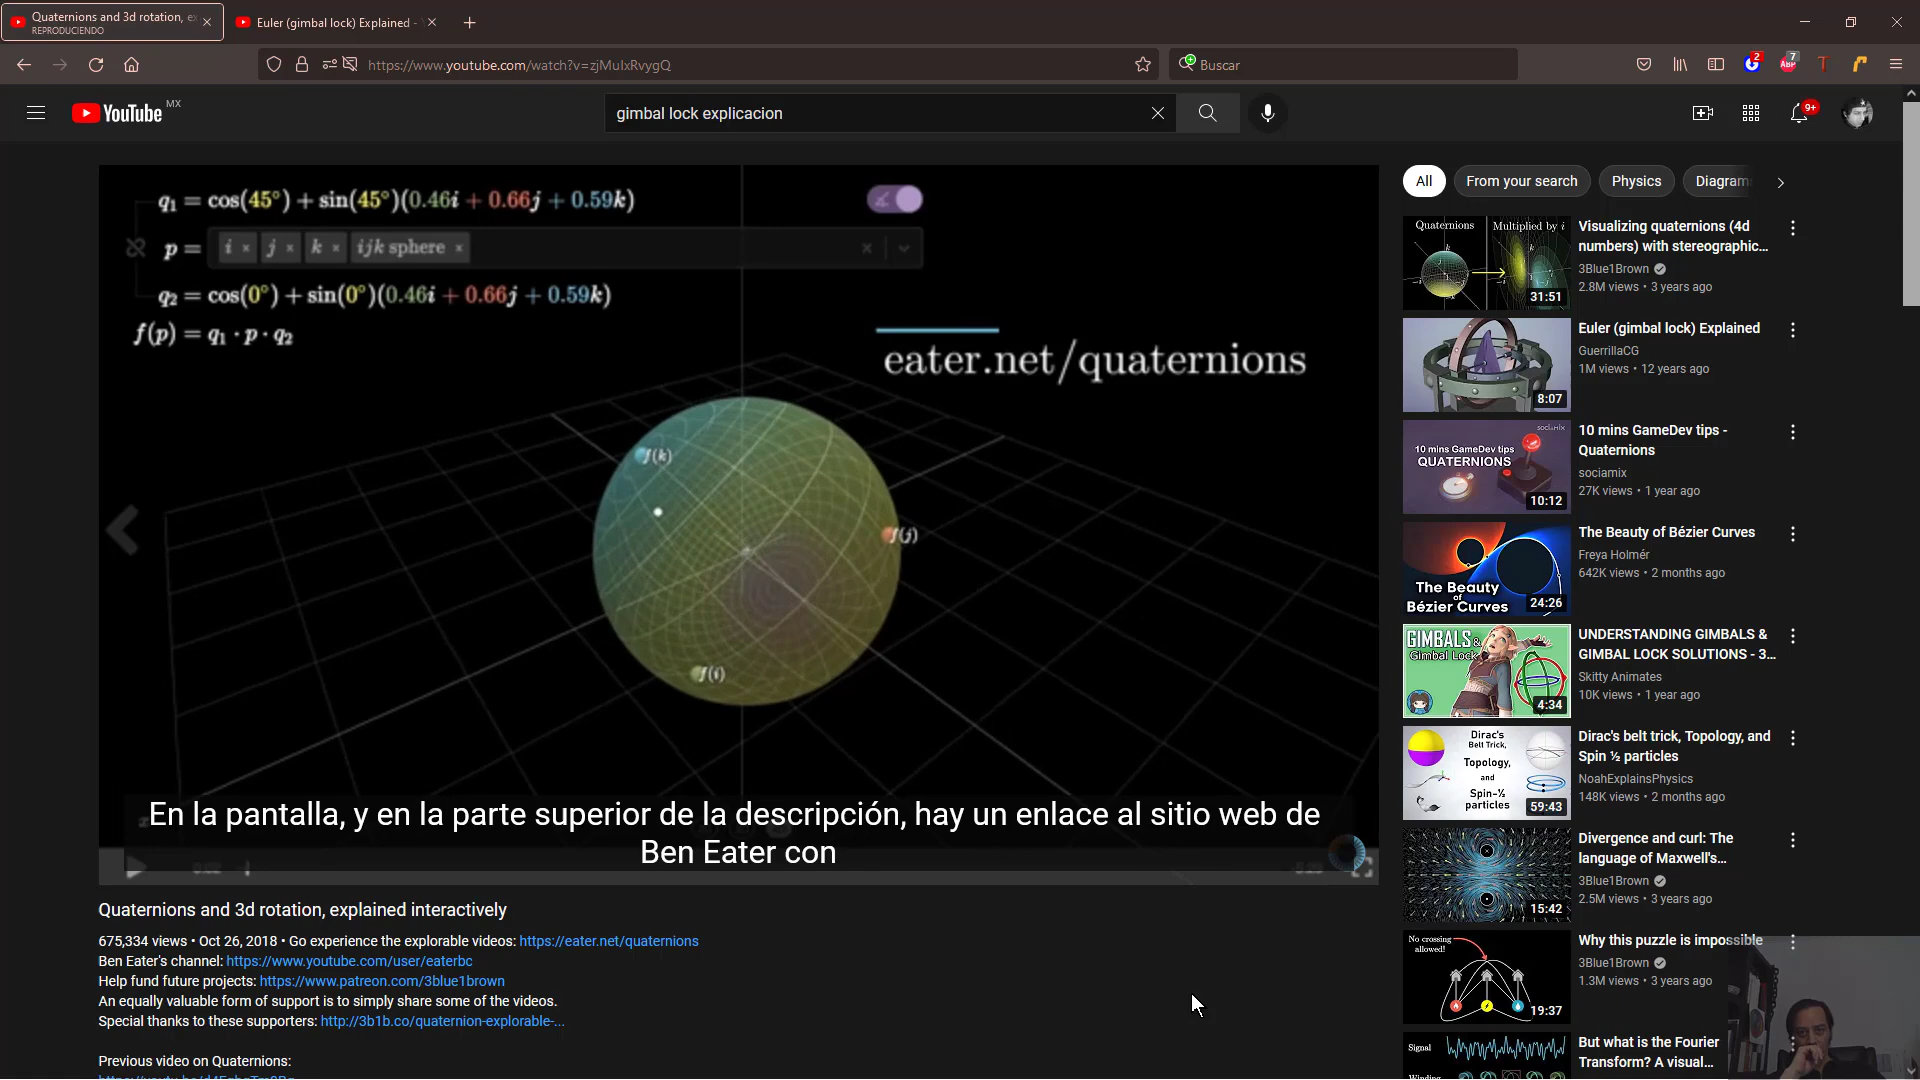 Quaternions and 3d rotation, e
REPRODUCIENDO
Euler (gimbal lock) Explained -
https://www.youtube.com/watch?v=zjMuIxRvygQ
Buscar
2
ABP
7
YouTube MX
gimbal lock explicacion
9+
q₁ = cos(45°) + sin(45°)(0.46i + 0.66j + 0.59k)
p = i × j × k × ijk sphere ×
q₂ = cos(0°) + sin(0°)(0.46i + 0.66j + 0.59k)
f(p) = q₁ · p · q₂
eater.net/quaternions
f(k)
f(j)
f(i)
En la pantalla, y en la parte superior de la descripción, hay un enlace al sitio web de
Ben Eater con
Quaternions and 3d rotation, explained interactively
675,334 views • Oct 26, 2018 • Go experience the explorable videos: https://eater.net/quaternions
Ben Eater's channel: https://www.youtube.com/user/eaterbc
Help fund future projects: https://www.patreon.com/3blue1brown
An equally valuable form of support is to simply share some of the videos.
Special thanks to these supporters: http://3b1b.co/quaternion-explorable-...
Previous video on Quaternions:
All
From your search
Physics
Diagram
Quaternions
Multiplied by i
31:51
Visualizing quaternions (4d
numbers) with stereographic...
3Blue1Brown
2.8M views • 3 years ago
8:07
Euler (gimbal lock) Explained
GuerrillaCG
1M views • 12 years ago
sociamix
10 mins GameDev tips
QUATERNIONS
10:12
10 mins GameDev tips -
Quaternions
sociamix
27K views • 1 year ago
The Beauty
of
Bézier Curves
24:26
The Beauty of Bézier Curves
Freya Holmér
642K views • 2 months ago
GIMBALS &
Gimbal Lock
4:34
UNDERSTANDING GIMBALS &
GIMBAL LOCK SOLUTIONS - 3...
Skitty Animates
10K views • 1 year ago
Dirac's
Belt Trick,
Topology,
and
Spin-½
particles
59:43
Dirac's belt trick, Topology, and
Spin ½ particles
NoahExplainsPhysics
148K views • 2 months ago
15:42
Divergence and curl: The
language of Maxwell's...
3Blue1Brown
2.5M views • 3 years ago
No crossing
allowed!
19:37
Why this puzzle is impossible
3Blue1Brown
1.3M views • 3 years ago
Signal
But what is the Fourier
Transform? A visual...